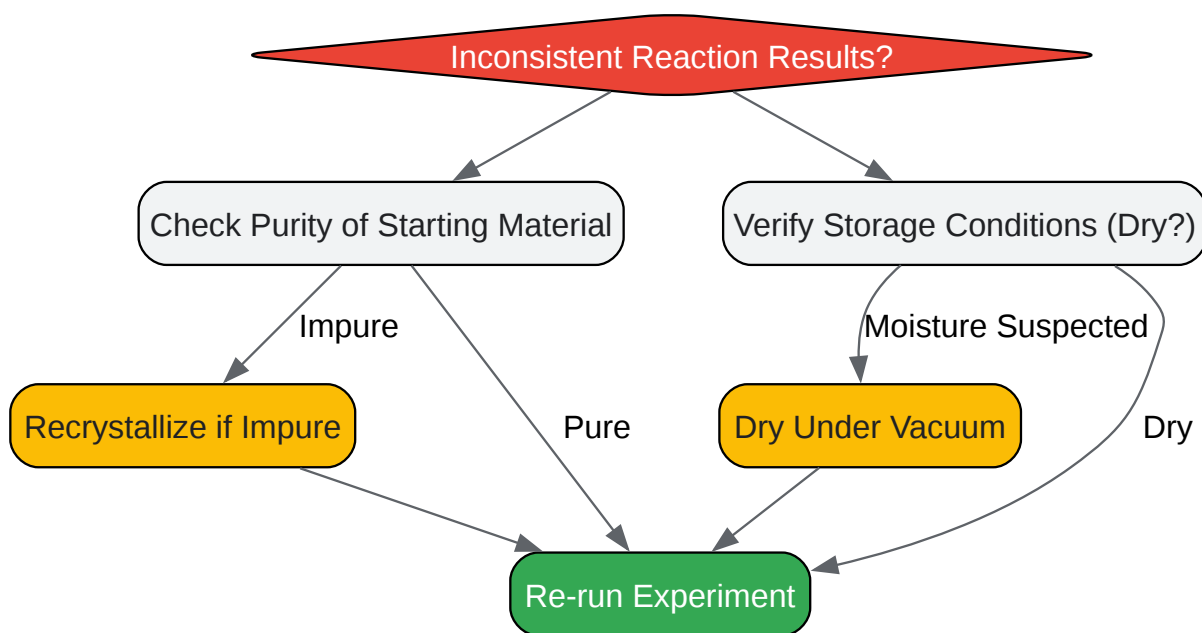 Inconsistent Reaction Results?
Check Purity of Starting Material
Verify Storage Conditions (Dry?)
Impure
Moisture Suspected
Recrystallize if Impure
Pure
Dry Under Vacuum
Dry
Re-run Experiment